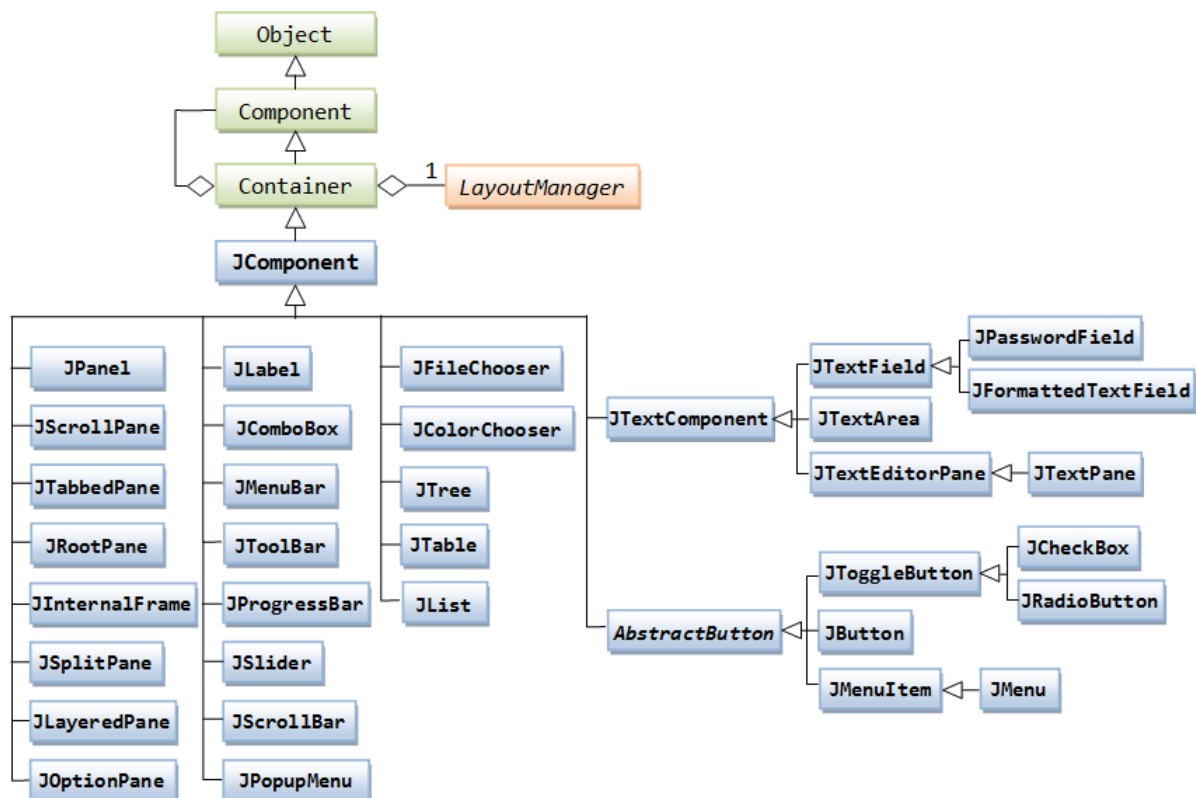 Object
Component
Container
1
LayoutManager
JComponent
JPanel
JScrollPane
JTabbedPane
JRootPane
JInternalFrame
JSplitPane
JLayeredPane
JOptionPane
JLabel
JComboBox
JMenuBar
JToolBar
JProgressBar
JSlider
JScrollBar
JPopupMenu
JFileChooser
JColorChooser
JTree
JTable
JList
JTextComponent
JTextField
JPasswordField
JFormattedTextField
JTextArea
JTextEditorPane
JTextPane
AbstractButton
JToggleButton
JCheckBox
JRadioButton
JButton
JMenuItem
JMenu